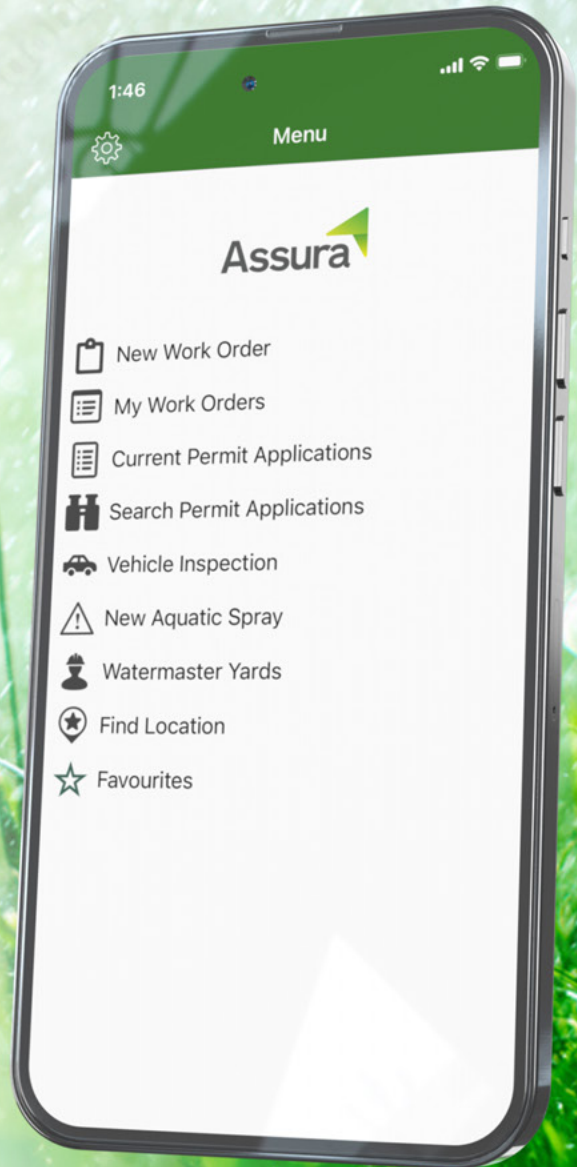 1:46
Menu
Assura
New Work Order
My Work Orders
Current Permit Applications
Search Permit Applications
Vehicle Inspection
New Aquatic Spray
Watermaster Yards
Find Location
Favourites